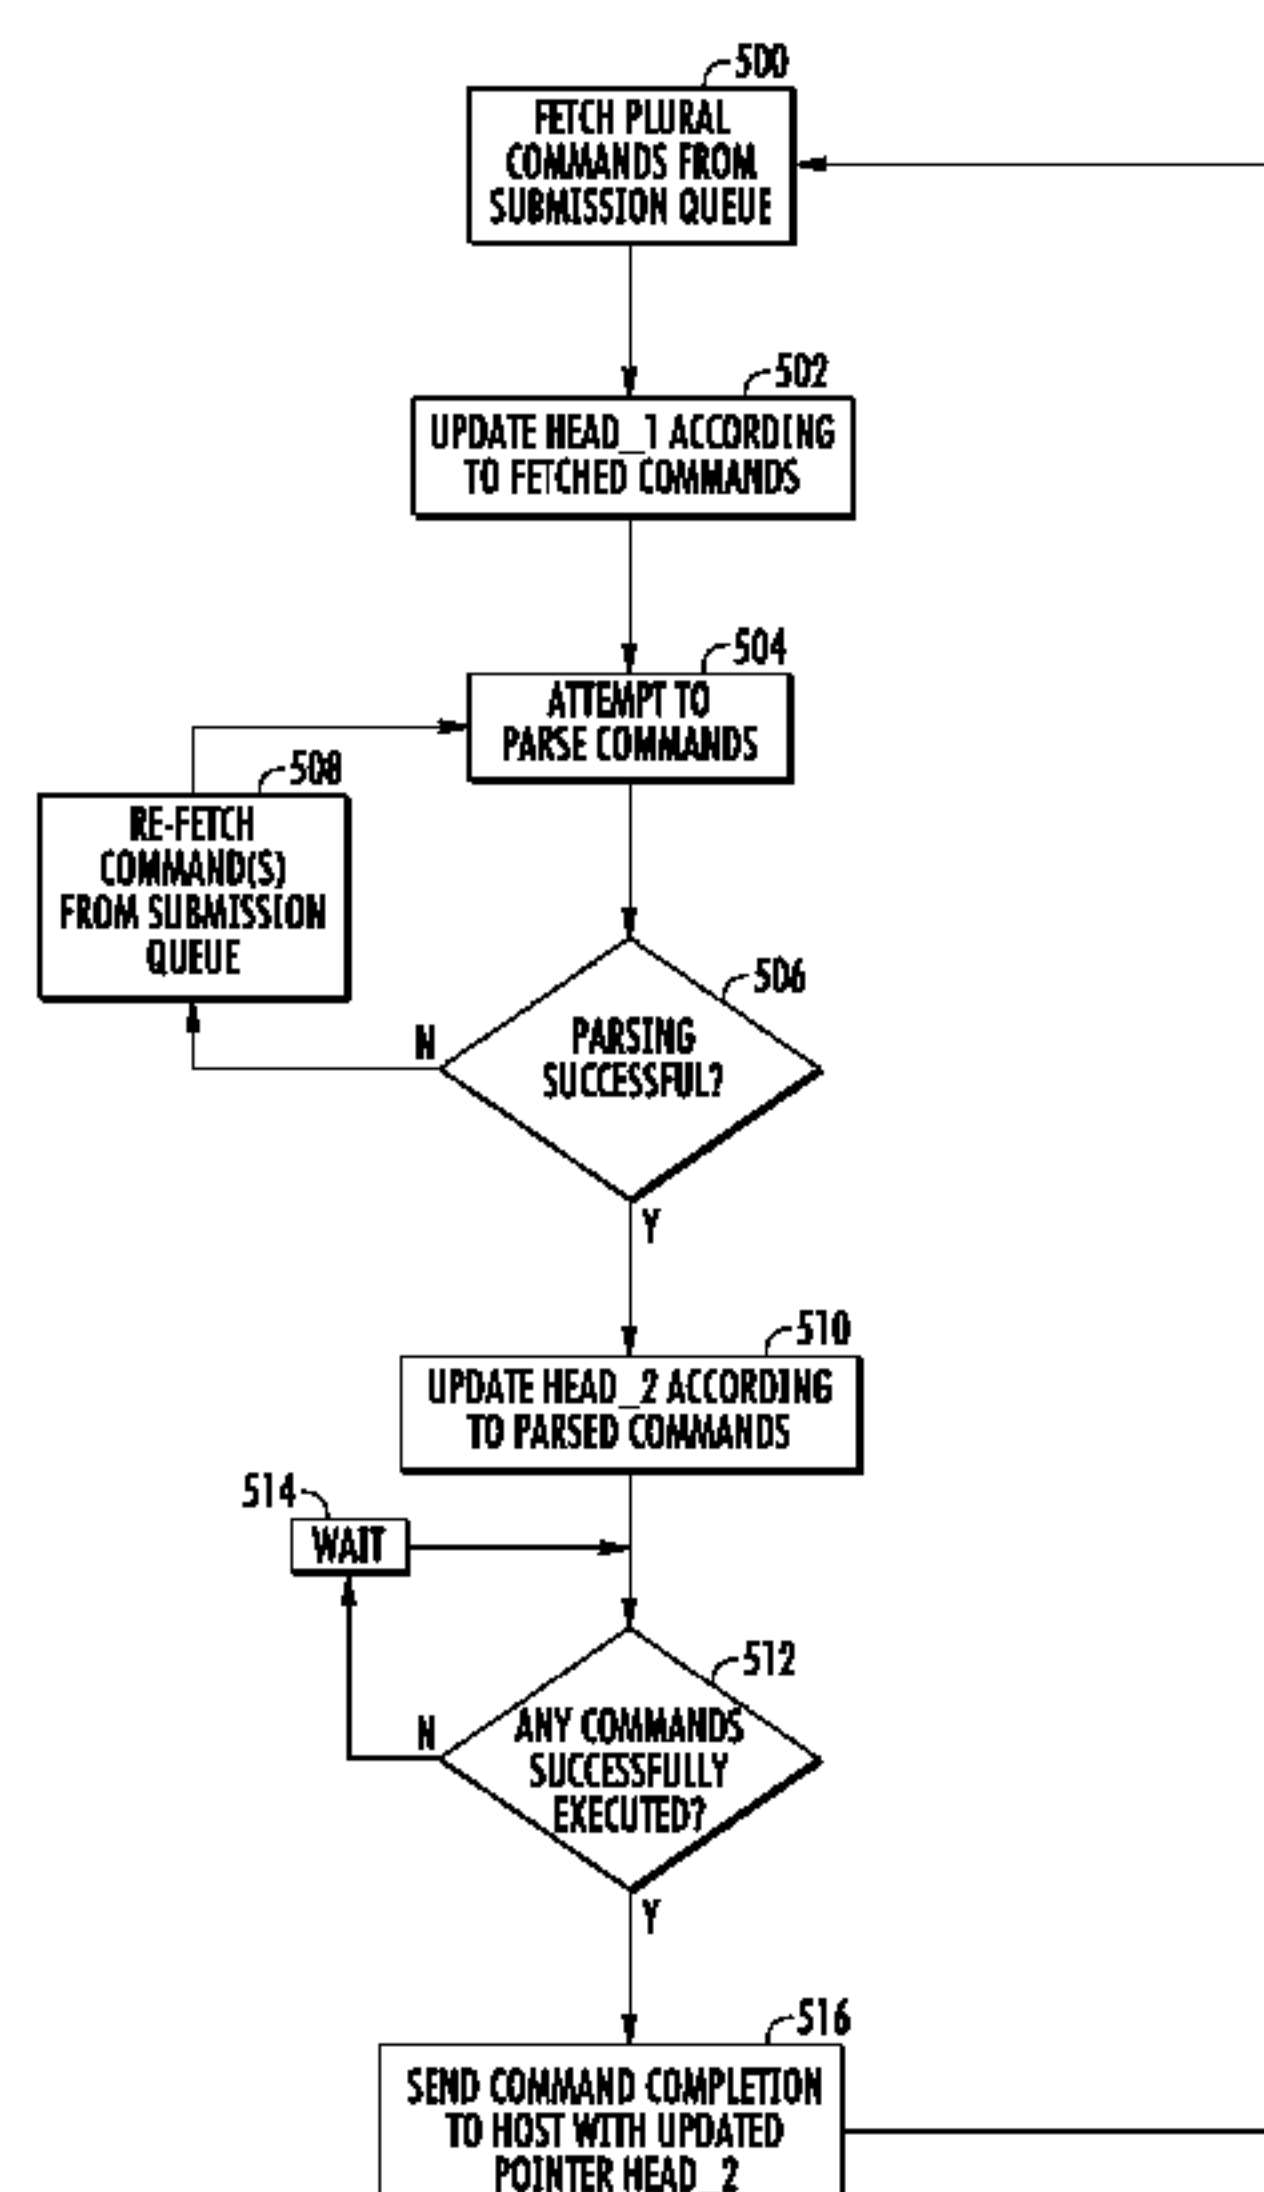 500
FETCH PLURAL
COMMANDS FROM
SUBMISSION QUEUE
502
UPDATE HEAD_1 ACCORDING
TO FETCHED COMMANDS
504
ATTEMPT TO
PARSE COMMANDS
508
RE-FETCH
COMMAND(S)
FROM SUBMISSION
QUEUE
506
PARSING
SUCCESSFUL?
N
Y
510
UPDATE HEAD_2 ACCORDING
TO PARSED COMMANDS
514
WAIT
512
ANY COMMANDS
SUCCESSFULLY
EXECUTED?
N
Y
516
SEND COMMAND COMPLETION
TO HOST WITH UPDATED
POINTER HEAD_2